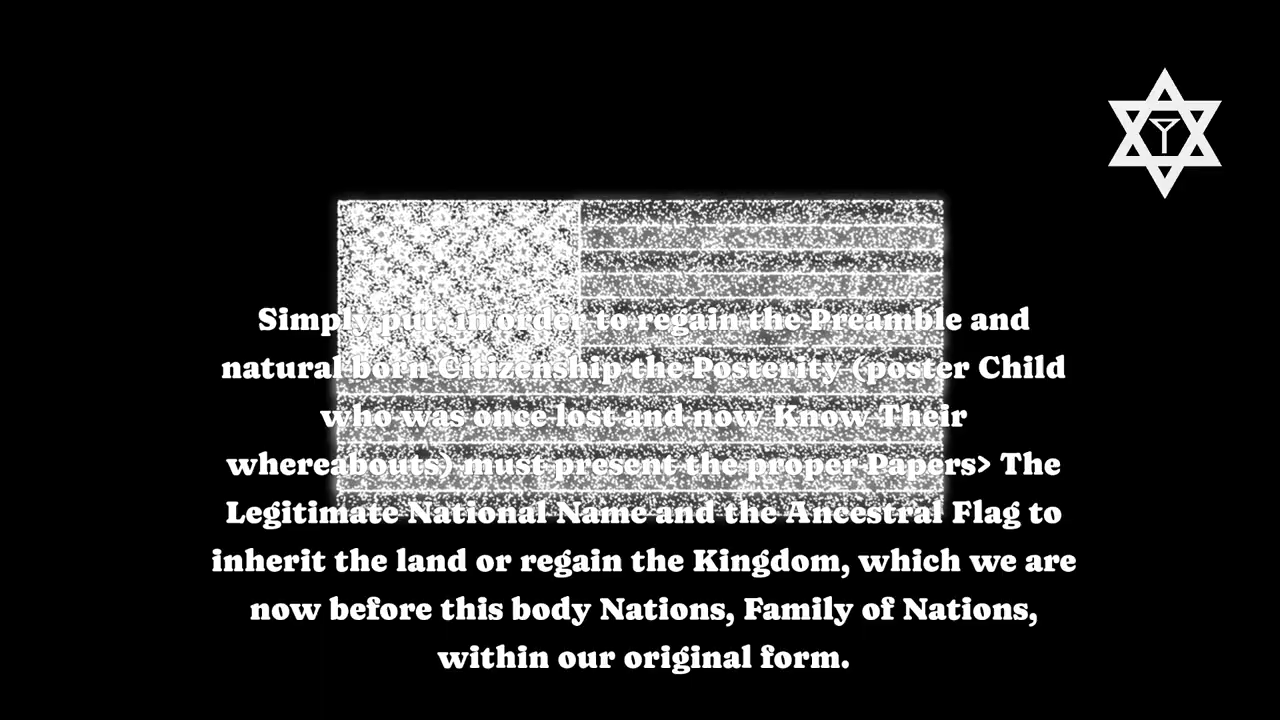 Simply put, in order to regain the Preamble and
natural born Citizenship the Posterity (poster Child
who was once lost and now Know Their
whereabouts) must present the proper Papers> The
Legitimate National Name and the Ancestral Flag to
inherit the land or regain the Kingdom, which we are
now before this body Nations, Family of Nations,
within our original form.